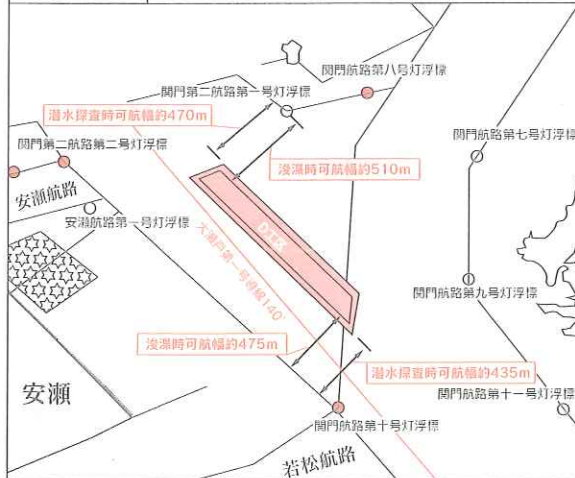 関門航路第八号灯浮標
関門第二航路第一号灯浮標
潜水探査時可航幅約470m
関門航路第七号灯浮標
関門第二航路第二号灯浮標
浚渫時可航幅約510m
安瀬航路
安瀬航路第一号灯浮標
D工区
大瀬戸第一号導線140°
関門航路第九号灯浮標
浚渫時可航幅約475m
潜水探査時可航幅約435m
安瀬
関門航路第十一号灯浮標
関門航路第十号灯浮標
若松航路